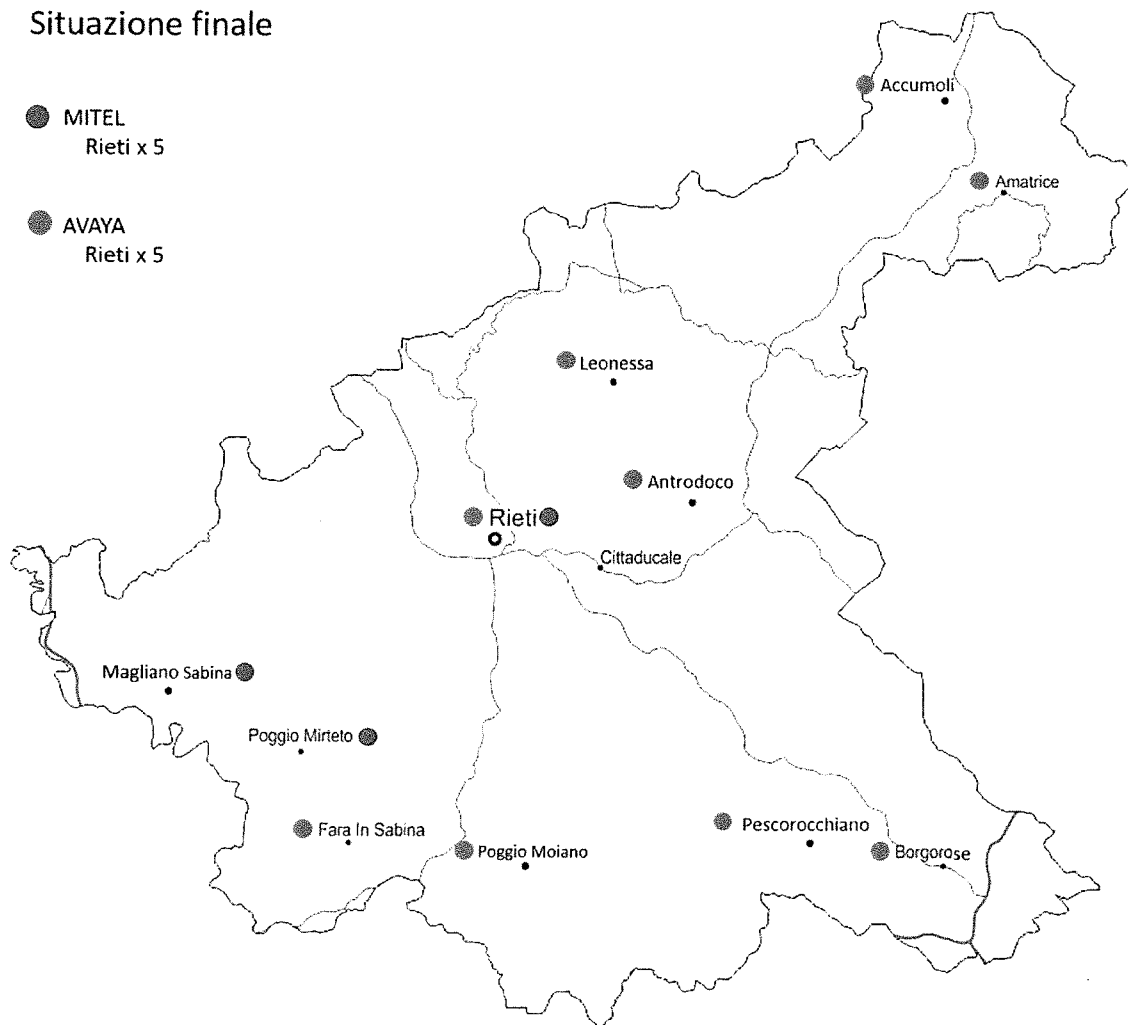 Situazione finale
MITEL
Rieti x 5
AVAYA
Rieti x 5
Accumoli
Amatrice
Leonessa
Antrodoco
Rieti
Cittaducale
Magliano Sabina
Poggio Mirteto
Fara In Sabina
Poggio Moiano
Pescorocchiano
Borgorose